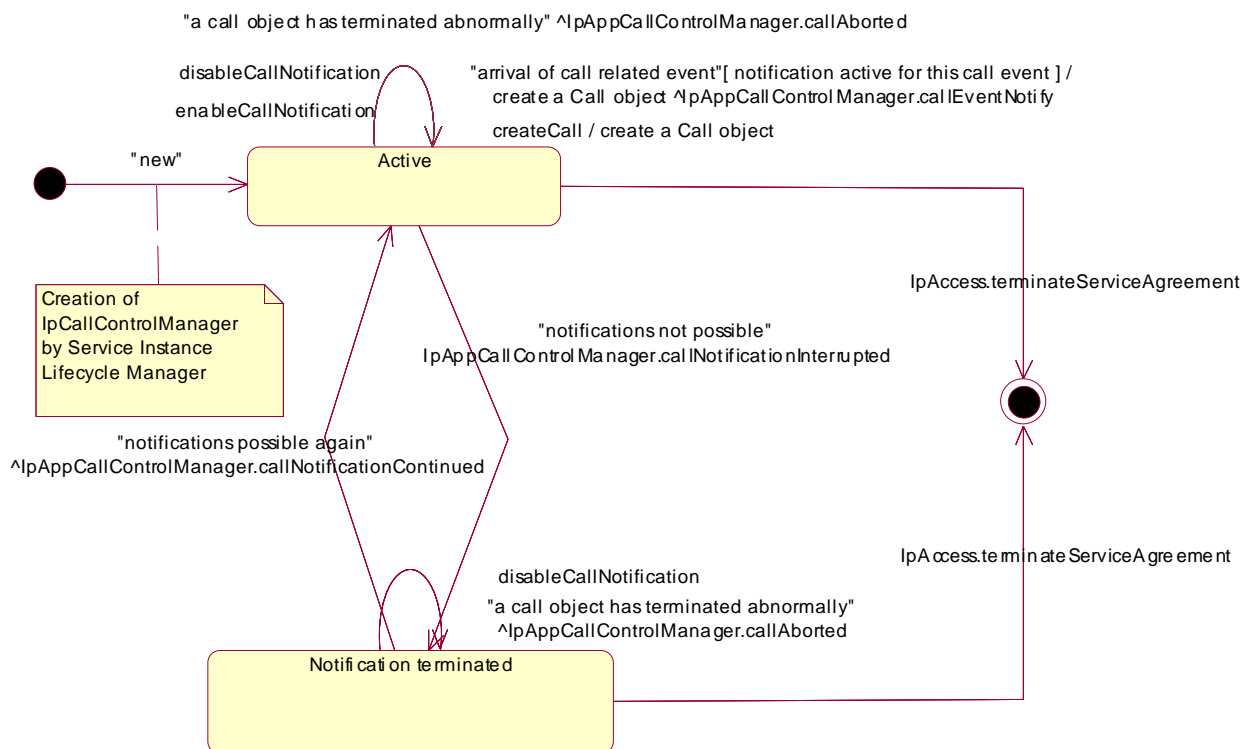 "a call object has terminated abnormally" ^IpAppCallControlManager.callAborted
disableCallNotification
enableCallNotification
"arrival of call related event"[ notification active for this call event ] /
create a Call object ^IpAppCallControlManager.callEventNotify
createCall / create a Call object
"new"
Active
Creation of
IpCallControlManager
by Service Instance
Lifecycle Manager
IpAccess.terminateServiceAgreement
"notifications not possible"
IpAppCallControlManager.callNotificationInterrupted
"notifications possible again"
^IpAppCallControlManager.callNotificationContinued
IpAccess.terminateServiceAgreement
disableCallNotification
"a call object has terminated abnormally"
^IpAppCallControlManager.callAborted
Notification terminated